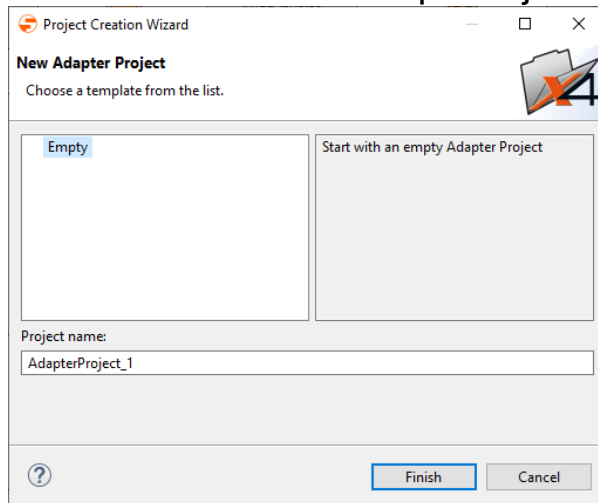 Project Creation Wizard
New Adapter Project
Choose a template from the list.
X4
Empty
Start with an empty Adapter Project
Project name:
AdapterProject_1
?
Finish
Cancel